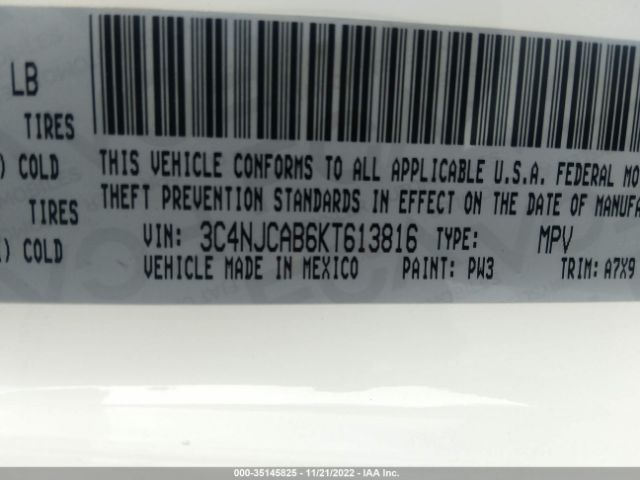 LB
TIRES
) COLD
TIRES
) COLD
THIS VEHICLE CONFORMS TO ALL APPLICABLE U.S.A. FEDERAL MO
THEFT PREVENTION STANDARDS IN EFFECT ON THE DATE OF MANUFA
VIN: 3C4NJCAB6KT613816 TYPE: MPV
VEHICLE MADE IN MEXICO PAINT: PW3 TRIM: A7X9
000-35145825 - 11/21/2022 - IAAI.COM